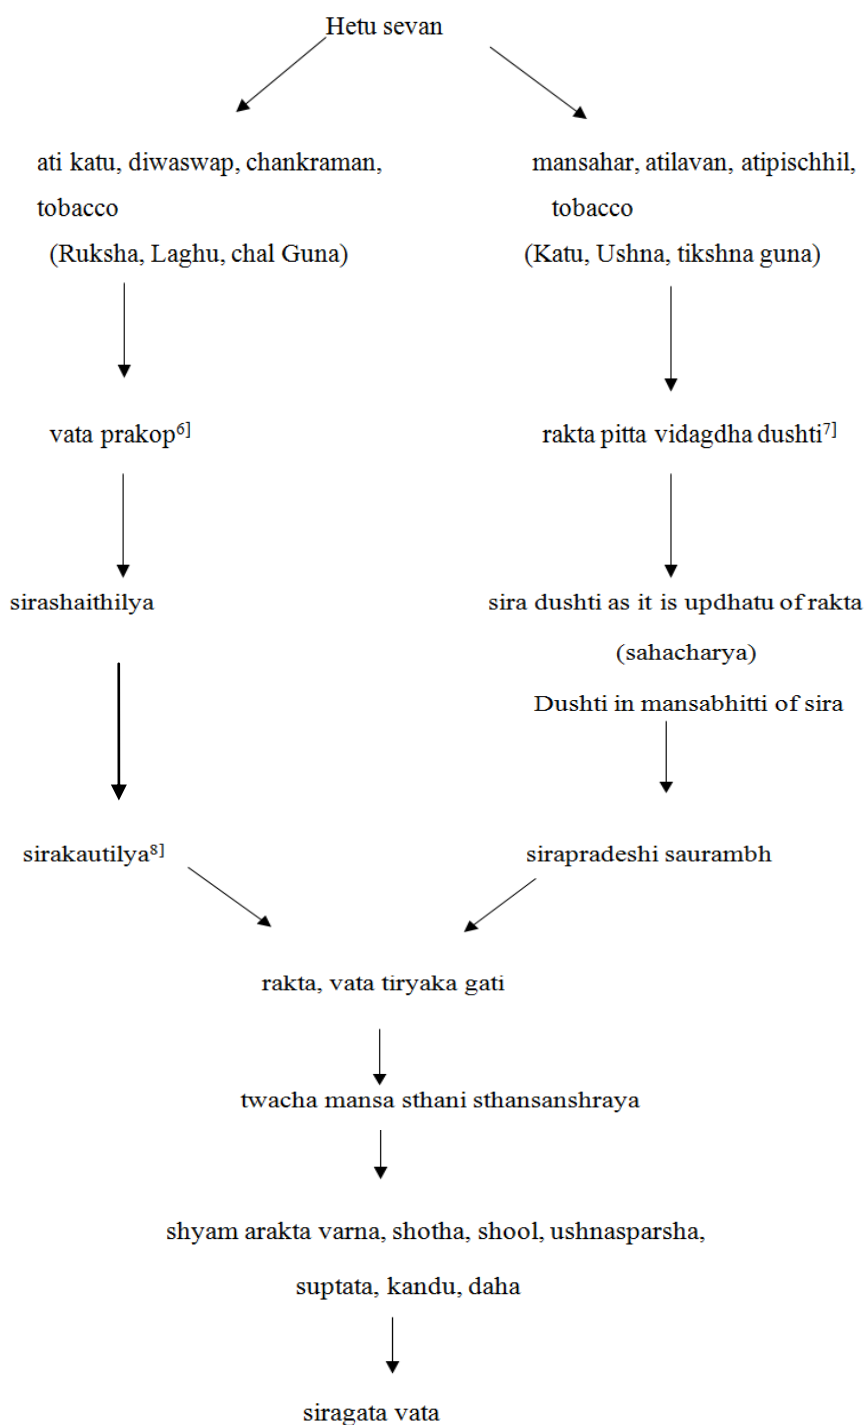 Hetu sevan
ati katu, diwaswap, chankraman,
tobacco
(Ruksha, Laghu, chal Guna)
mansahar, atilavan, atipischhil,
tobacco
(Katu, Ushna, tikshna guna)
vata prakop⁶]
rakta pitta vidagdha dushti⁷]
sirashaithilya
sira dushti as it is updhatu of rakta
(sahacharya)
Dushti in mansabhitti of sira
sirakautilya⁸]
sirapradeshi saurambh
rakta, vata tiryaka gati
twacha mansa sthani sthansanshraya
shyam arakta varna, shotha, shool, ushnasparsha,
suptata, kandu, daha
siragata vata